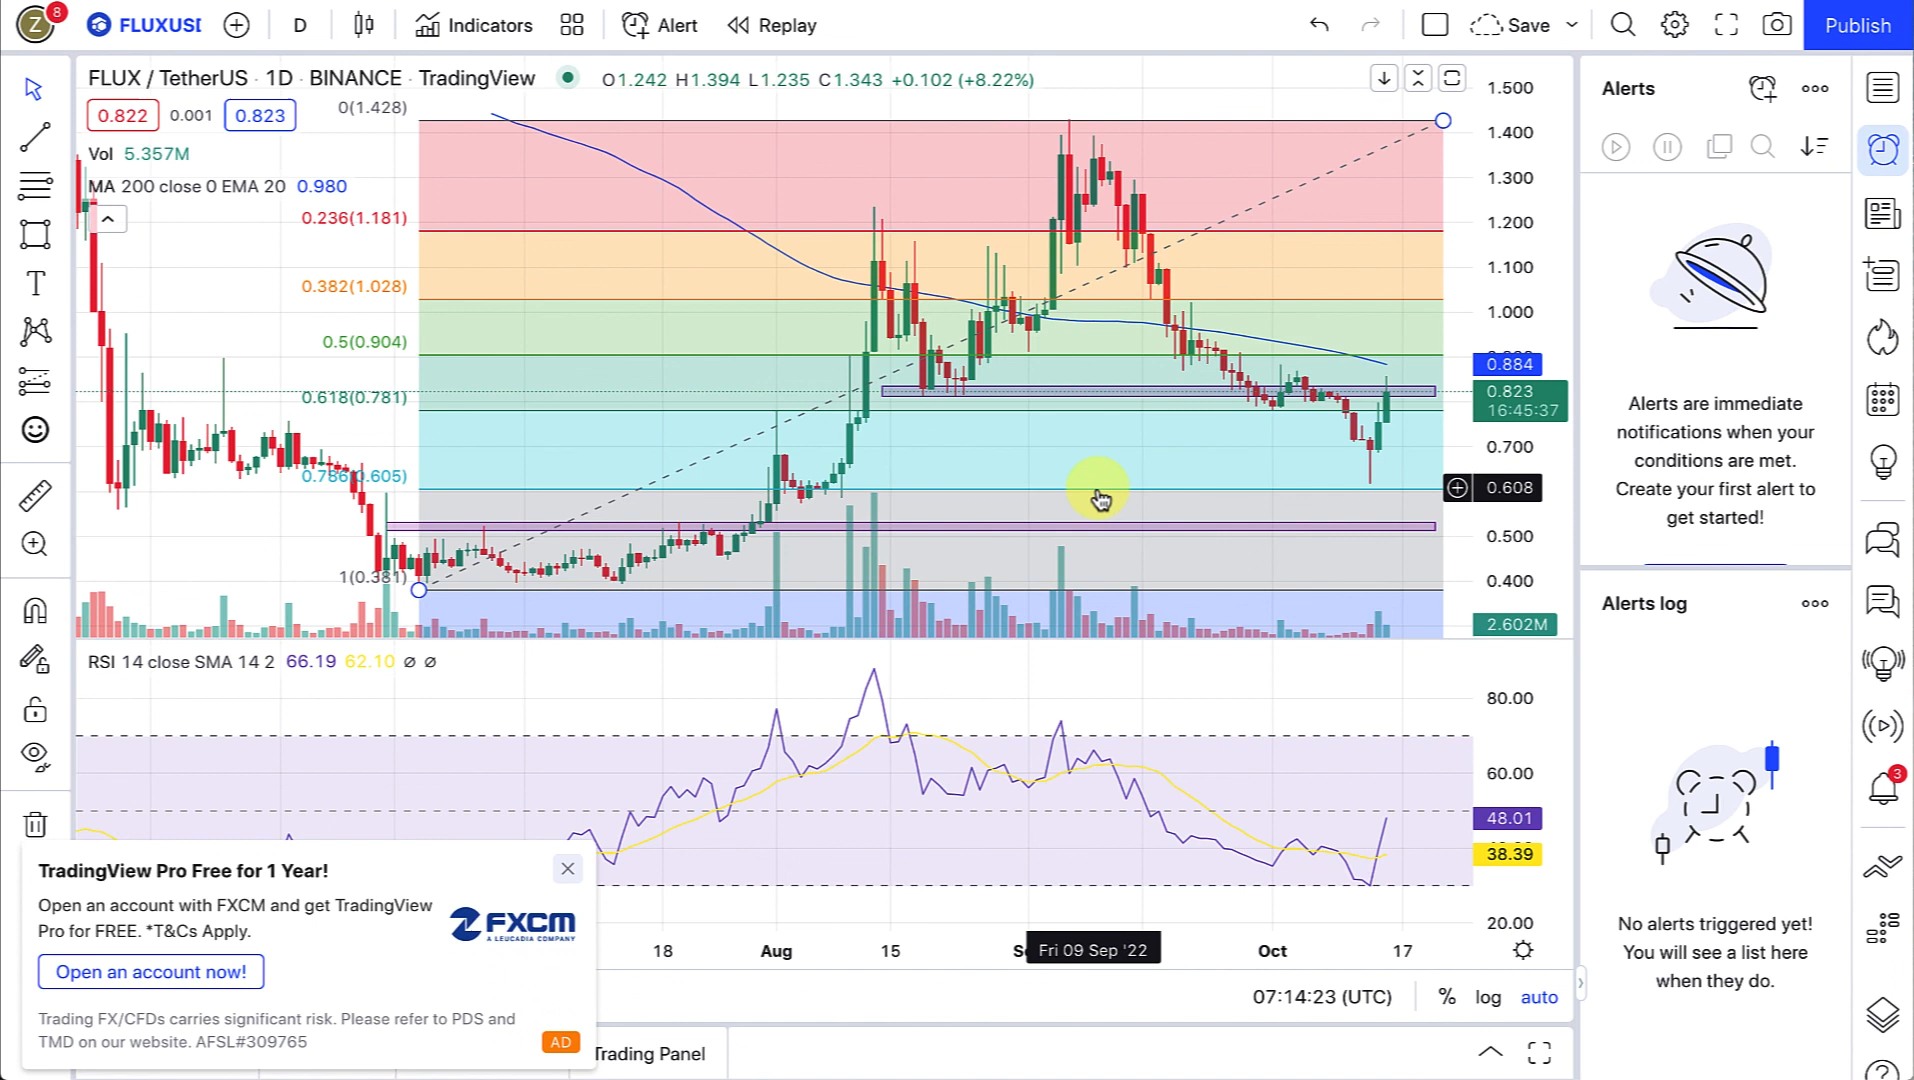 Z
8
FLUXUSI
D
Indicators
Alert
Replay
Save
Publish
FLUX / TetherUS · 1D · BINANCE · TradingView
O1.242 H1.394 L1.235 C1.343 +0.102 (+8.22%)
0.822
0.001
0.823
Vol 5.357M
MA 200 close 0 EMA 20 0.980
0(1.428)
0.236(1.181)
0.382(1.028)
0.5(0.904)
0.618(0.781)
0.786(0.605)
1(0.381)
1.500
1.400
1.300
1.200
1.100
1.000
0.884
0.823
16:45:37
0.700
0.608
0.500
0.400
2.602M
RSI 14 close SMA 14 2 66.19 62.10 ∅ ∅
80.00
60.00
48.01
38.39
20.00
18
Aug
15
Fri 09 Sep '22
Oct
17
07:14:23 (UTC)
%
log
auto
Trading Panel
TradingView Pro Free for 1 Year!
Open an account with FXCM and get TradingView
Pro for FREE. *T&Cs Apply.
FXCM
A LEUCADIA COMPANY
Open an account now!
Trading FX/CFDs carries significant risk. Please refer to PDS and
TMD on our website. AFSL#309765
AD
Alerts
Alerts are immediate
notifications when your
conditions are met.
Create your first alert to
get started!
Alerts log
No alerts triggered yet!
You will see a list here
when they do.
3